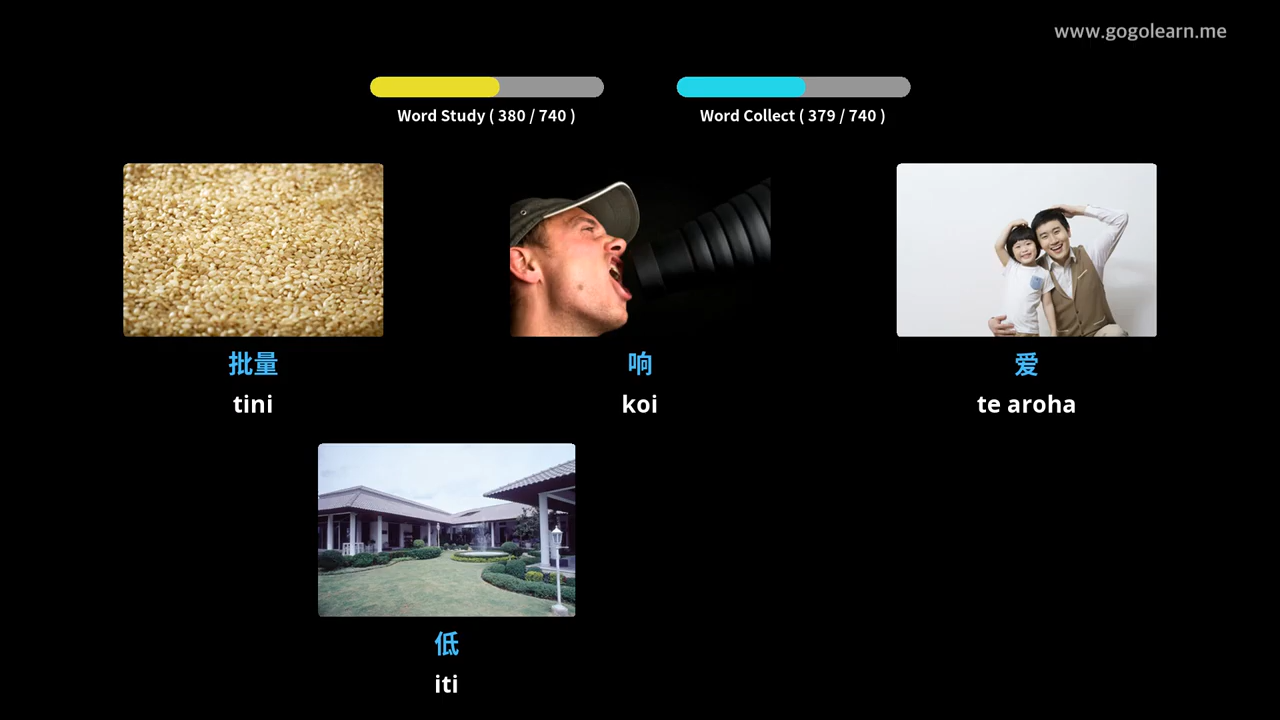 www.gogolearn.me
Word Study ( 380 / 740 )
Word Collect ( 379 / 740 )
批量
tini
响
koi
爱
te aroha
低
iti